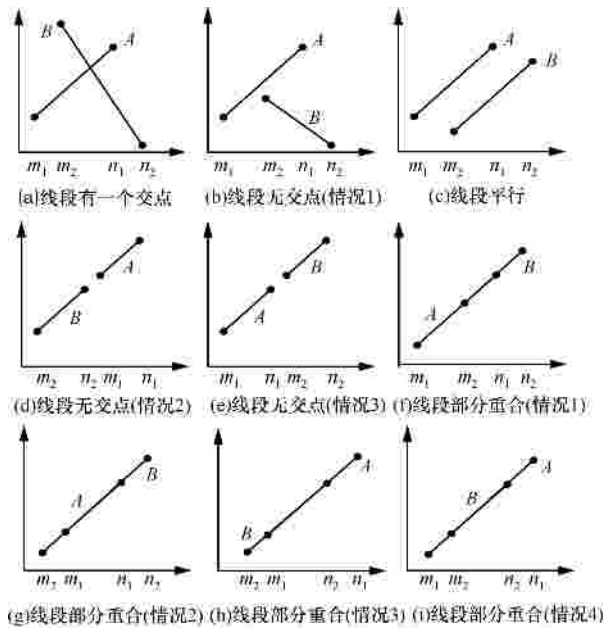 B A
A
B
A
B
m₁ m₂ n₁ n₂
m₁ m₂ n₁ n₂
m₁ m₂ n₁ n₂
(a)线段有一个交点
(b)线段无交点(情况1)
(c)线段平行
A
B
B
A
B
A
m₂ n₂ m₁ n₁
m₁ n₁ m₂ n₂
m₁ m₂ n₁ n₂
(d)线段无交点(情况2)
(e)线段无交点(情况3)
(f)线段部分重合(情况1)
A B
B A
B A
m₂ m₁ n₁ n₂
m₂ m₁ n₂ n₁
m₁ m₂ n₂ n₁
(g)线段部分重合(情况2)
(h)线段部分重合(情况3)
(i)线段部分重合(情况4)